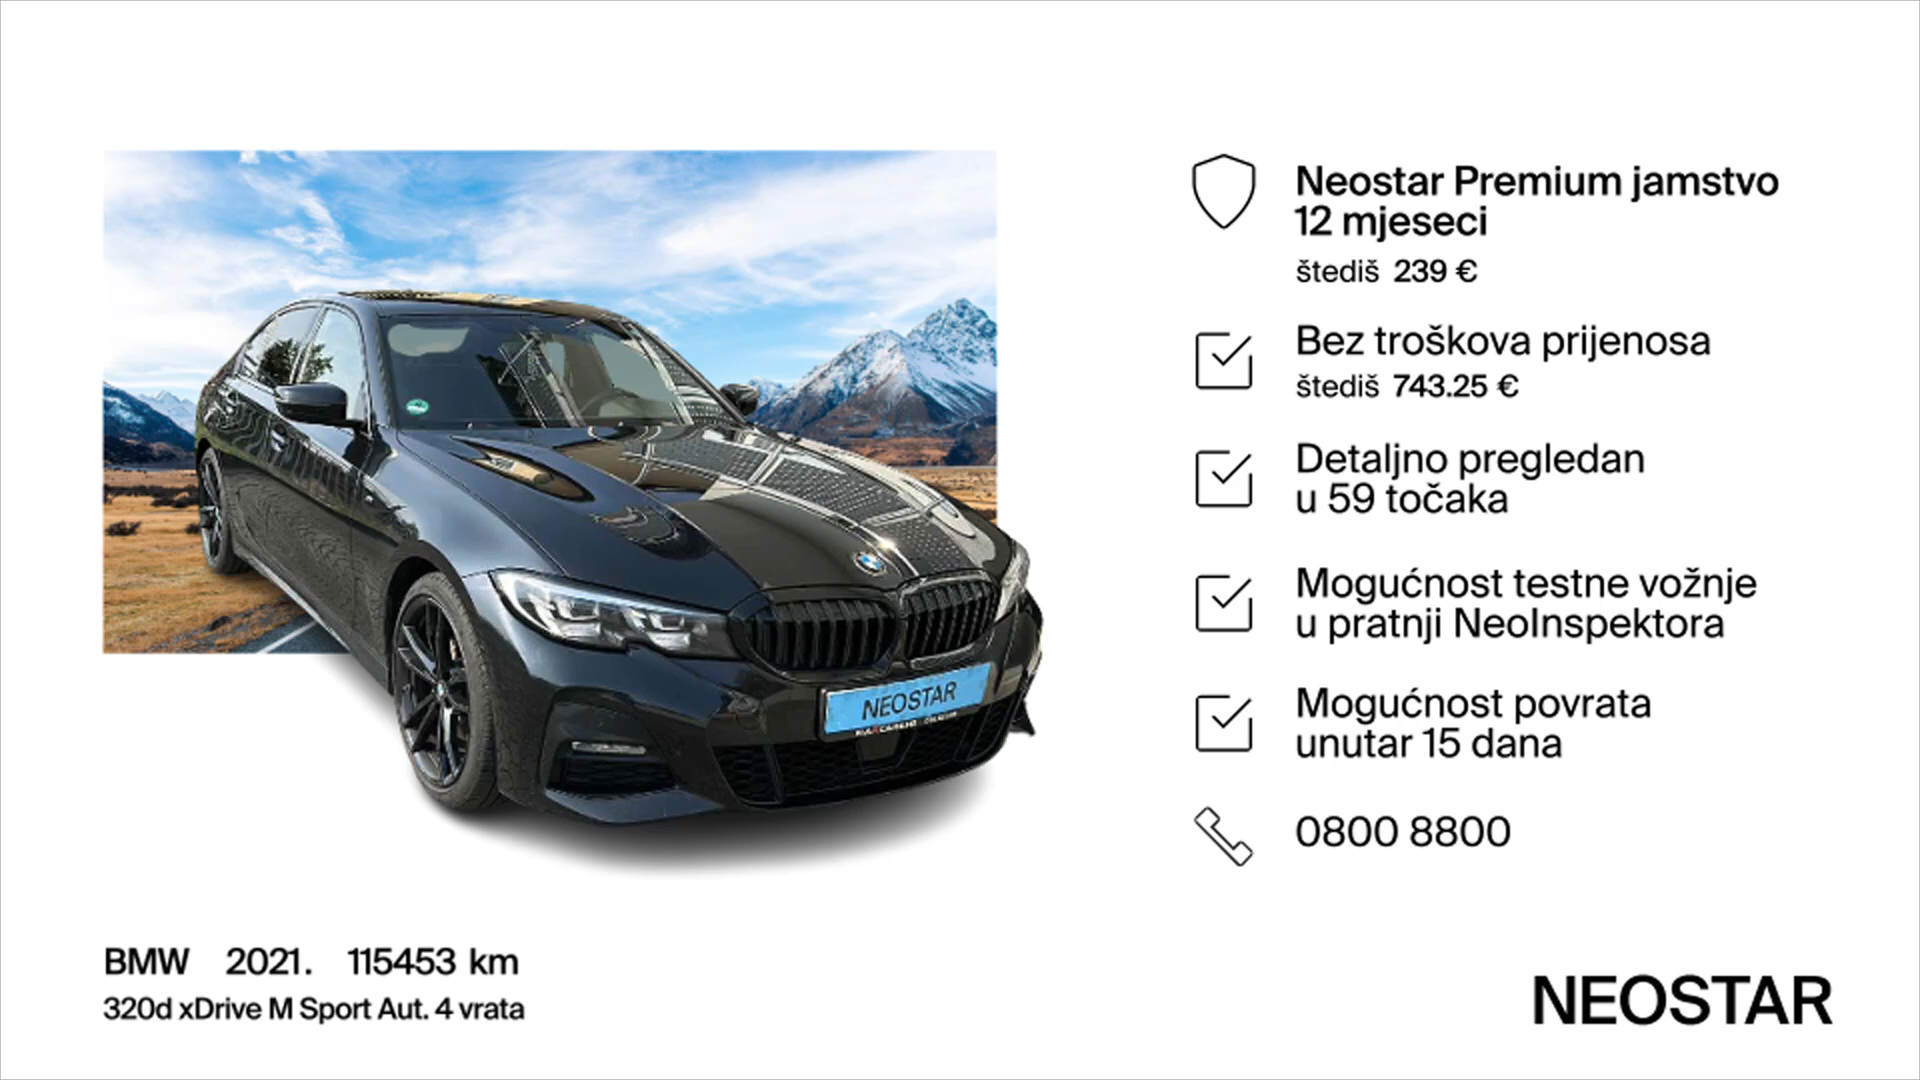 Neostar Premium jamstvo
12 mjeseci
štediš 239 €
Bez troškova prijenosa
štediš 743.25 €
Detaljno pregledan
u 59 točaka
Mogućnost testne vožnje
u pratnji NeoInspektora
Mogućnost povrata
unutar 15 dana
0800 8800
NEOSTAR
BMW 2021. 115453 km
320d xDrive M Sport Aut. 4 vrata
NEOSTAR